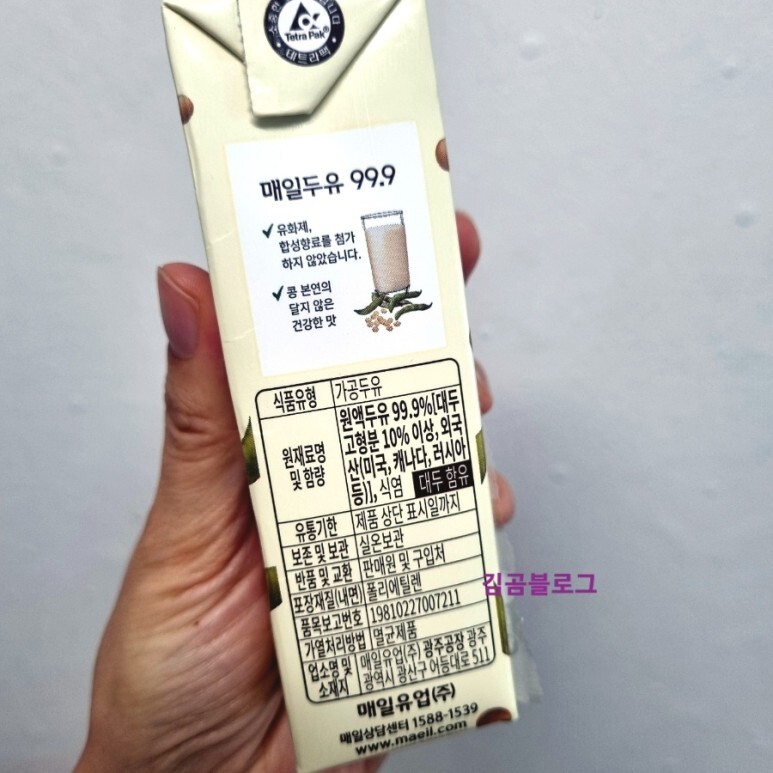 Tetra Pak®
테트라팩
매일두유 99.9
유화제,
합성향료를 첨가
하지 않았습니다.
콩 본연의
달지 않은
건강한 맛
식품유형 가공두유
원재료명 및 함량 원액두유 99.9%[대두
고형분 10% 이상, 외국
산(미국, 캐나다, 러시아
등)], 식염 대두 함유
유통기한 제품 상단 표시일까지
보존 및 보관 실온보관
반품 및 교환 판매원 및 구입처
포장재질(내면) 폴리에틸렌
품목보고번호 19810227007211
가열처리방법 멸균제품
업소명 및 소재지 매일유업(주) 광주공장 광주
광역시 광산구 어등대로 511
매일유업(주)
매일상담센터 1588-1539
www.maeil.com
김곰블로그